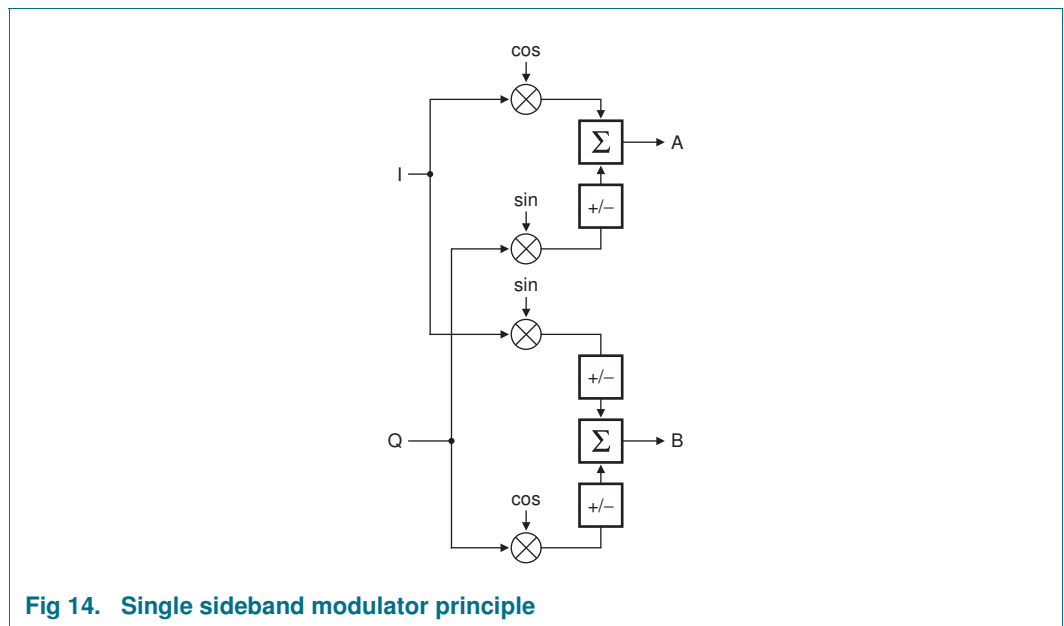 cos
Σ
A
I
+/−
sin
sin
+/−
Q
Σ
B
cos
+/−
Fig 14. Single sideband modulator principle